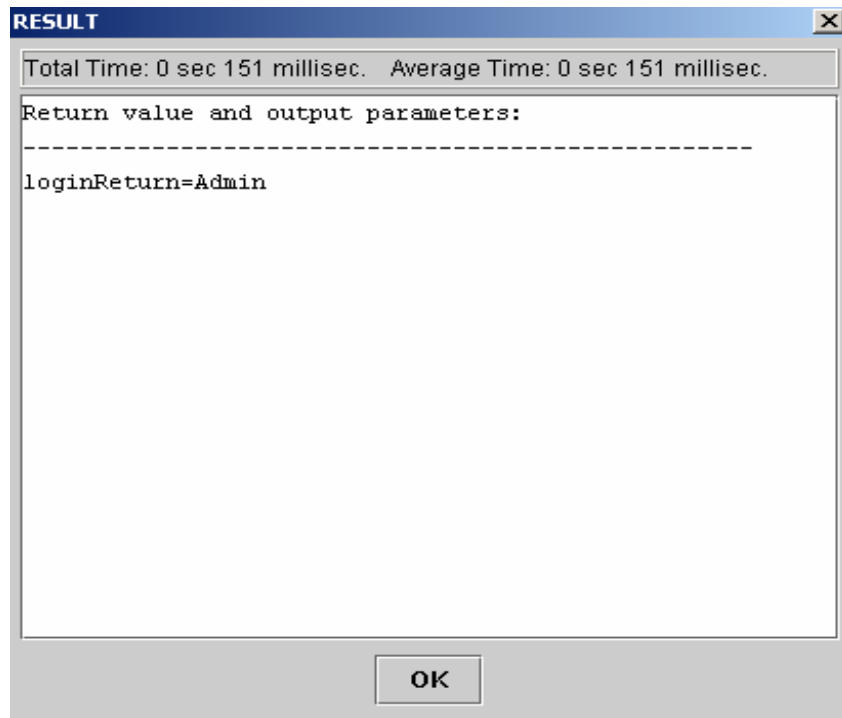 RESULT
Total Time: 0 sec 151 millisec. Average Time: 0 sec 151 millisec.
Return value and output parameters:
---------------------------------------------------
loginReturn=Admin
OK